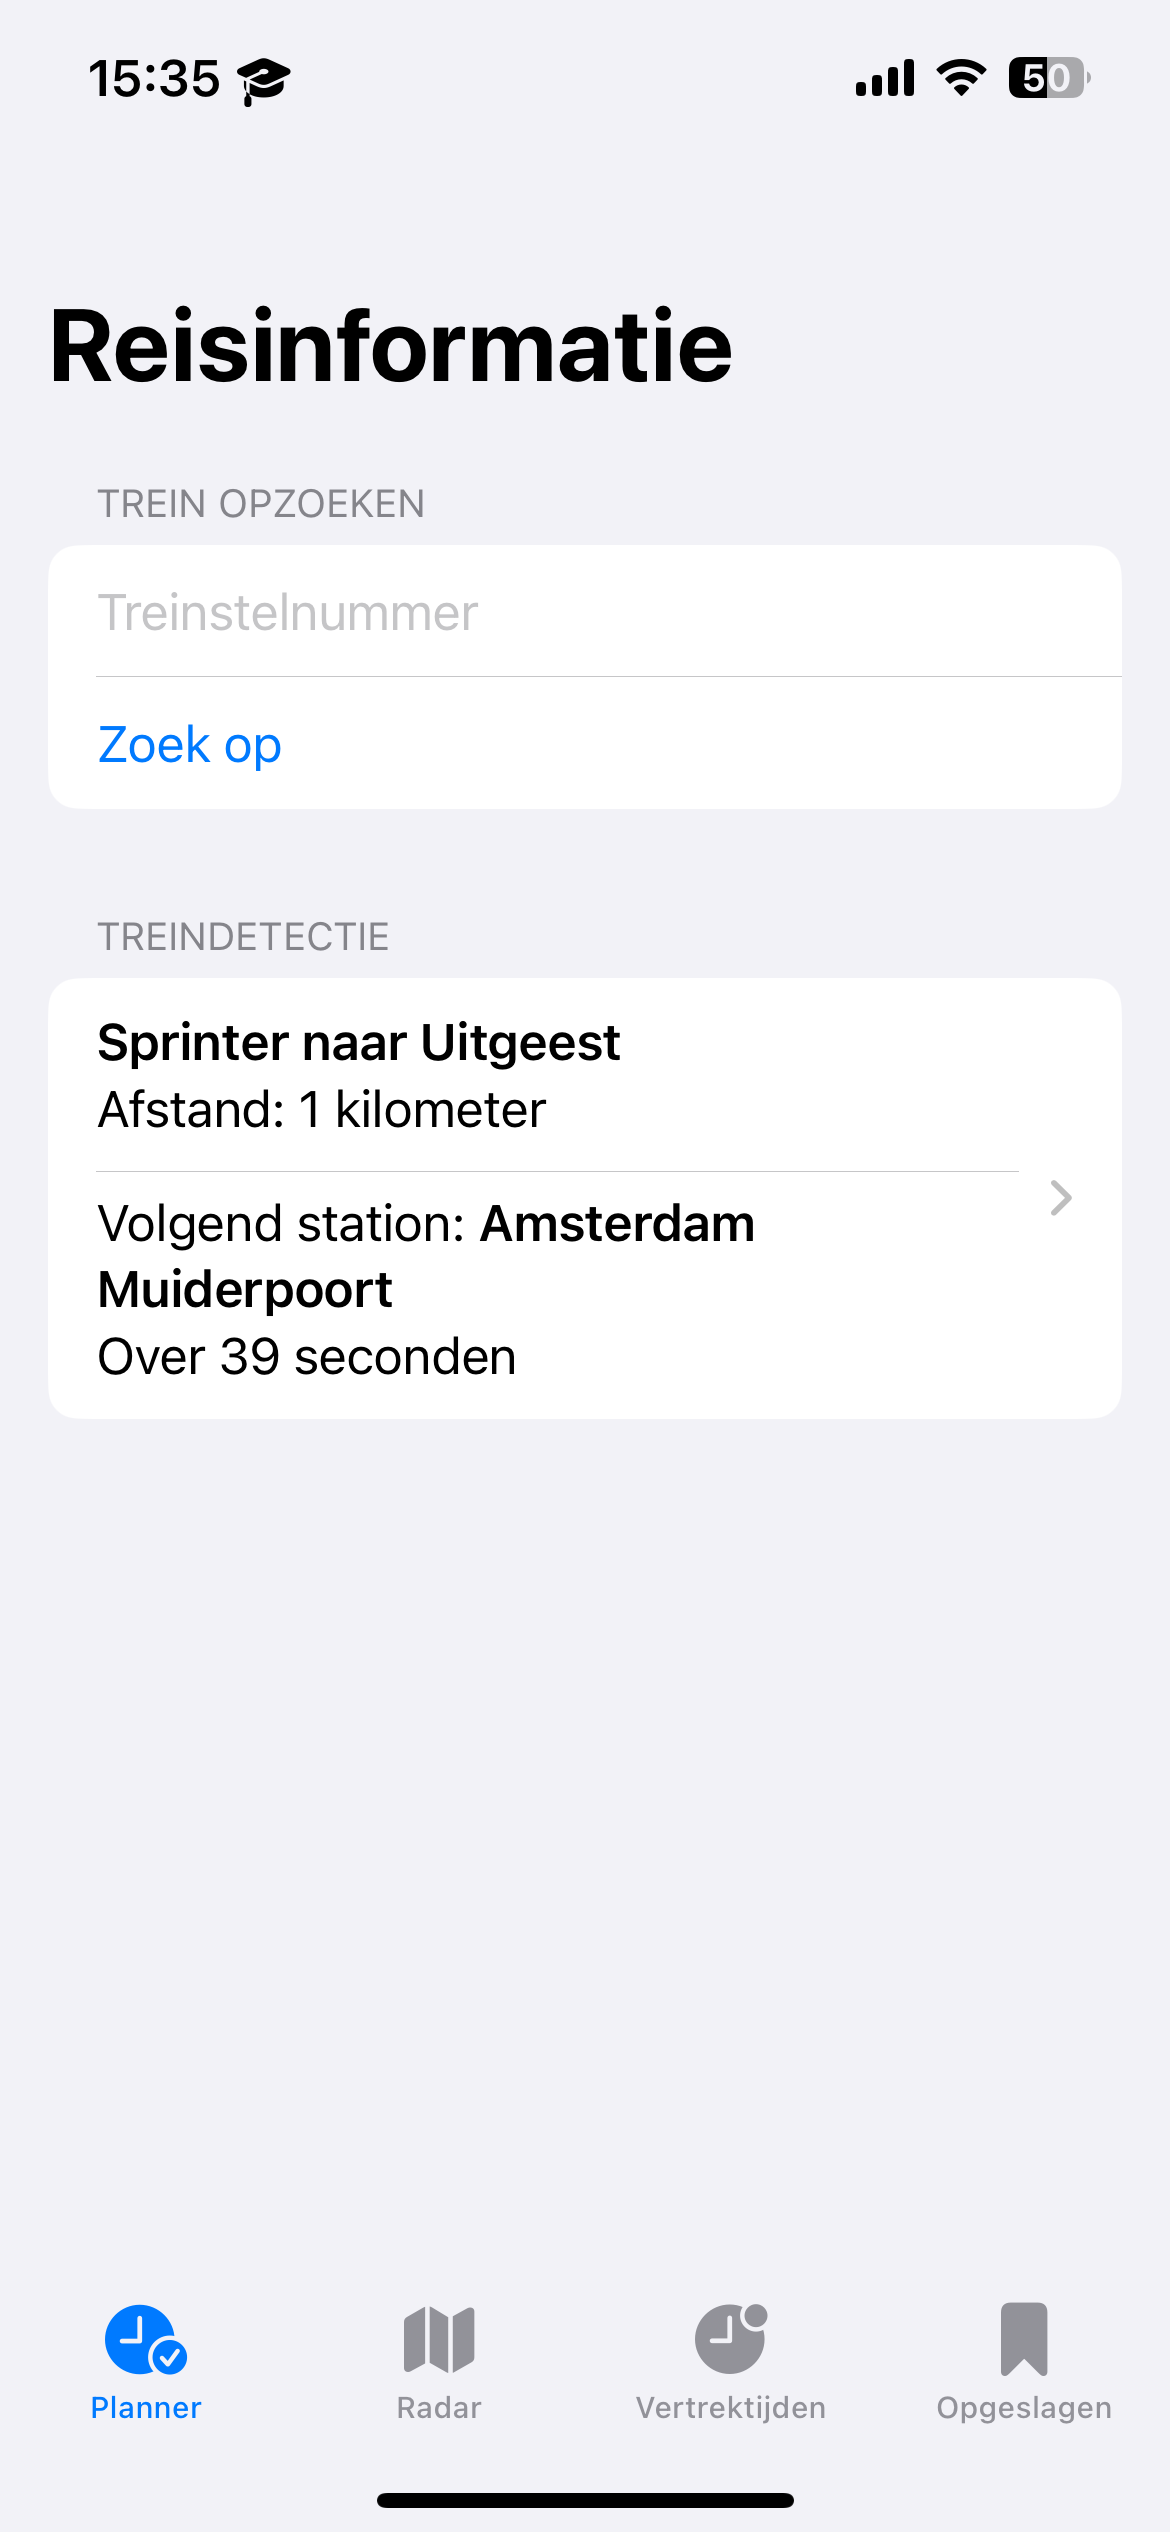 15:35
50
Reisinformatie
TREIN OPZOEKEN
Treinstelnummer
Zoek op
TREINDETECTIE
Sprinter naar Uitgeest
Afstand: 1 kilometer
Volgend station: Amsterdam
Muiderpoort
Over 39 seconden
Planner
Radar
Vertrektijden
Opgeslagen